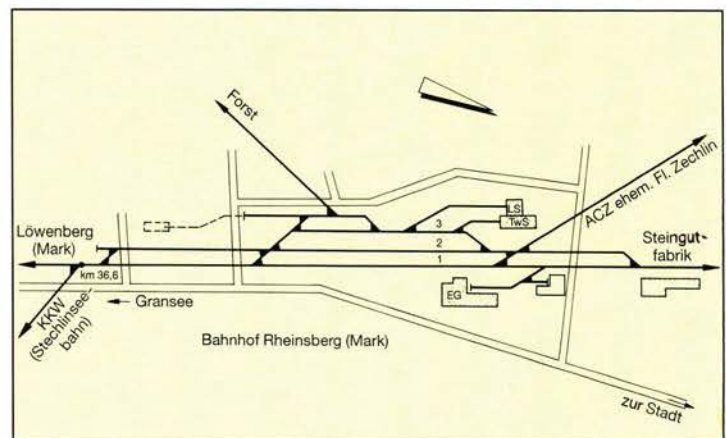 Forst
ACZ ehem. Fl. Zechlin
LS
TwS
3
Löwenberg
(Mark)
2
Steingut-
fabrik
1
km 36,6
KKW
(Stechlinsee-
bahn)
← Gransee
EG
Bahnhof Rheinsberg (Mark)
zur Stadt